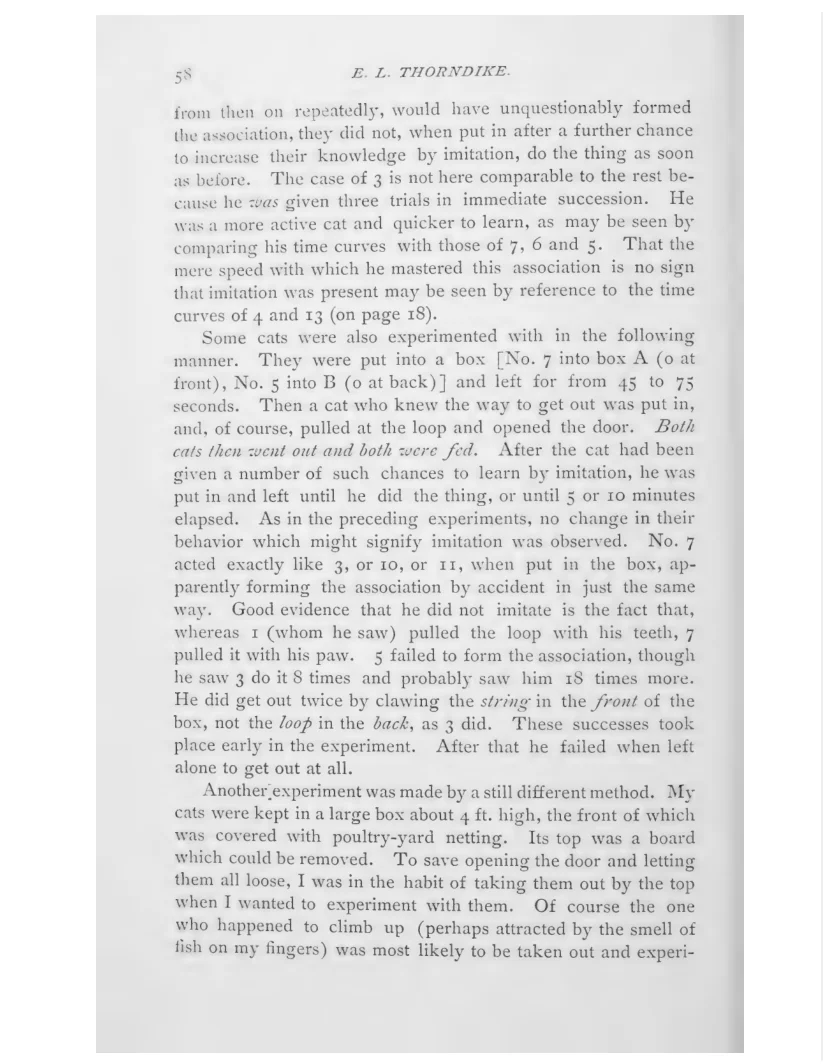 58 E. L. THORNDIKE.
from then on repeatedly, would have unquestionably formed
the association, they did not, when put in after a further chance
to increase their knowledge by imitation, do the thing as soon
as before. The case of 3 is not here comparable to the rest be-
cause he was given three trials in immediate succession. He
was a more active cat and quicker to learn, as may be seen by
comparing his time curves with those of 7, 6 and 5. That the
mere speed with which he mastered this association is no sign
that imitation was present may be seen by reference to the time
curves of 4 and 13 (on page 18).
Some cats were also experimented with in the following
manner. They were put into a box [No. 7 into box A (o at
front), No. 5 into B (o at back)] and left for from 45 to 75
seconds. Then a cat who knew the way to get out was put in,
and, of course, pulled at the loop and opened the door. Both
cats then went out and both were fed. After the cat had been
given a number of such chances to learn by imitation, he was
put in and left until he did the thing, or until 5 or 10 minutes
elapsed. As in the preceding experiments, no change in their
behavior which might signify imitation was observed. No. 7
acted exactly like 3, or 10, or 11, when put in the box, ap-
parently forming the association by accident in just the same
way. Good evidence that he did not imitate is the fact that,
whereas 1 (whom he saw) pulled the loop with his teeth, 7
pulled it with his paw. 5 failed to form the association, though
he saw 3 do it 8 times and probably saw him 18 times more.
He did get out twice by clawing the string in the front of the
box, not the loop in the back, as 3 did. These successes took
place early in the experiment. After that he failed when left
alone to get out at all.
Another experiment was made by a still different method. My
cats were kept in a large box about 4 ft. high, the front of which
was covered with poultry-yard netting. Its top was a board
which could be removed. To save opening the door and letting
them all loose, I was in the habit of taking them out by the top
when I wanted to experiment with them. Of course the one
who happened to climb up (perhaps attracted by the smell of
fish on my fingers) was most likely to be taken out and experi-